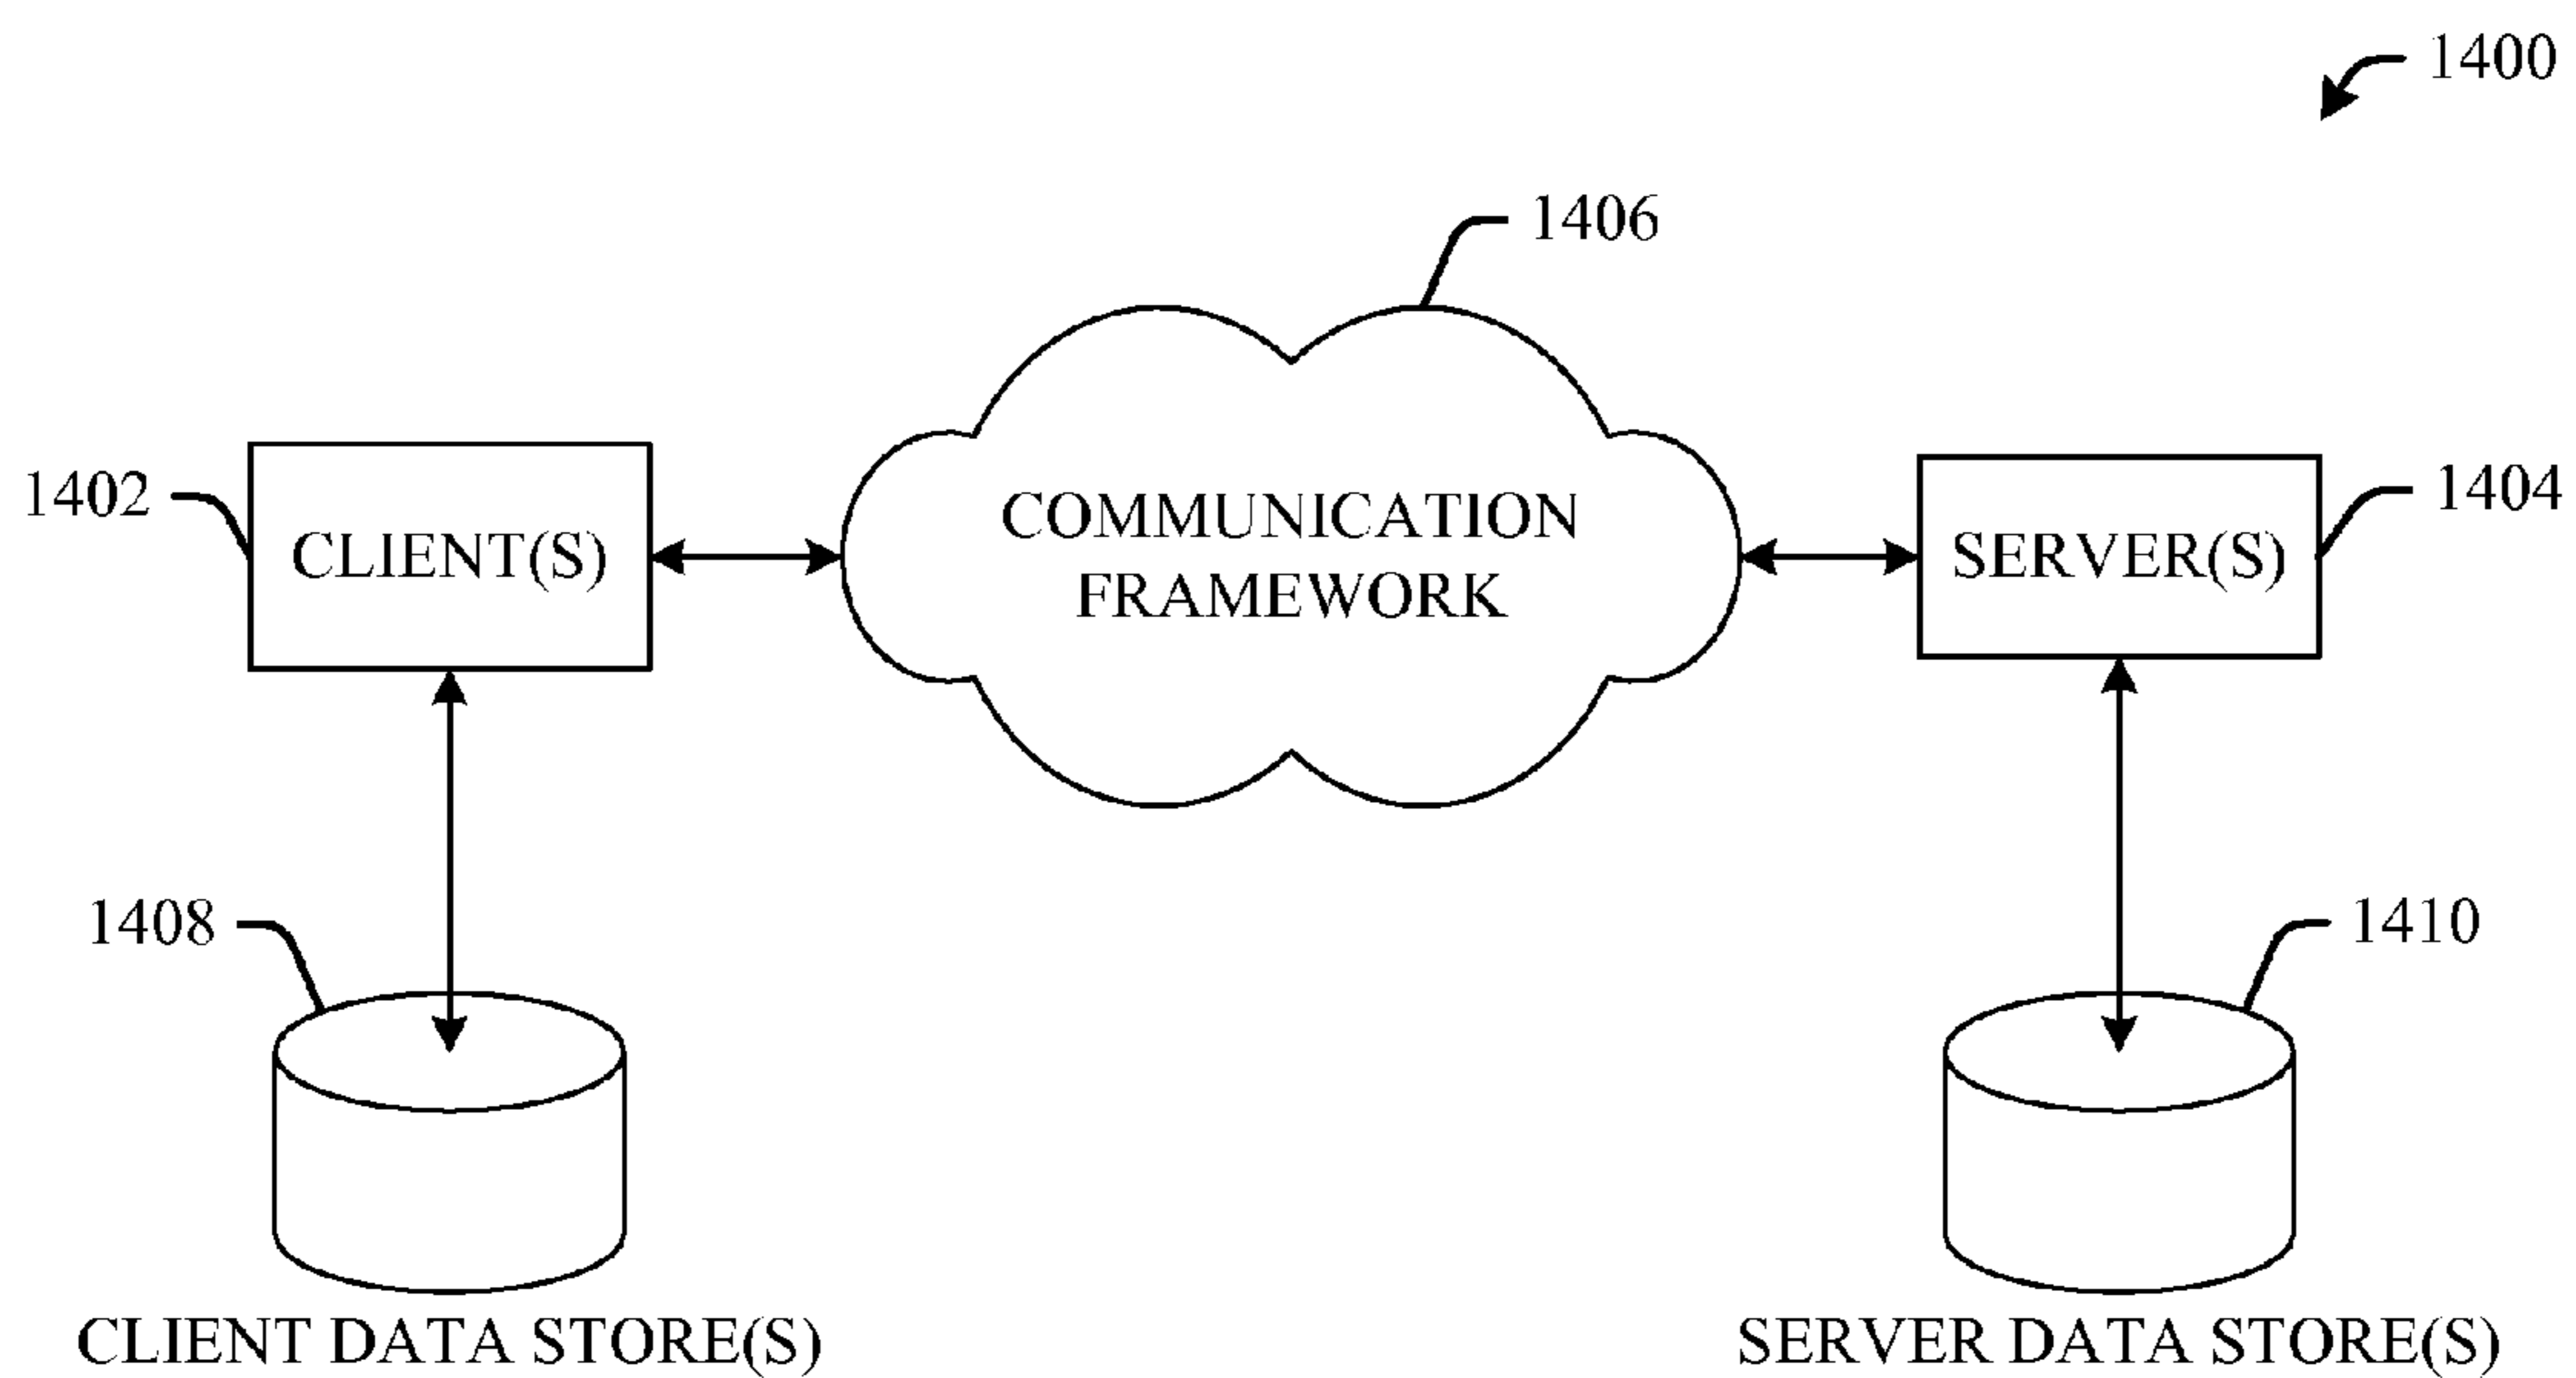 1400
1406
1402
CLIENT(S)
COMMUNICATION
FRAMEWORK
SERVER(S)
1404
1408
1410
CLIENT DATA STORE(S)
SERVER DATA STORE(S)